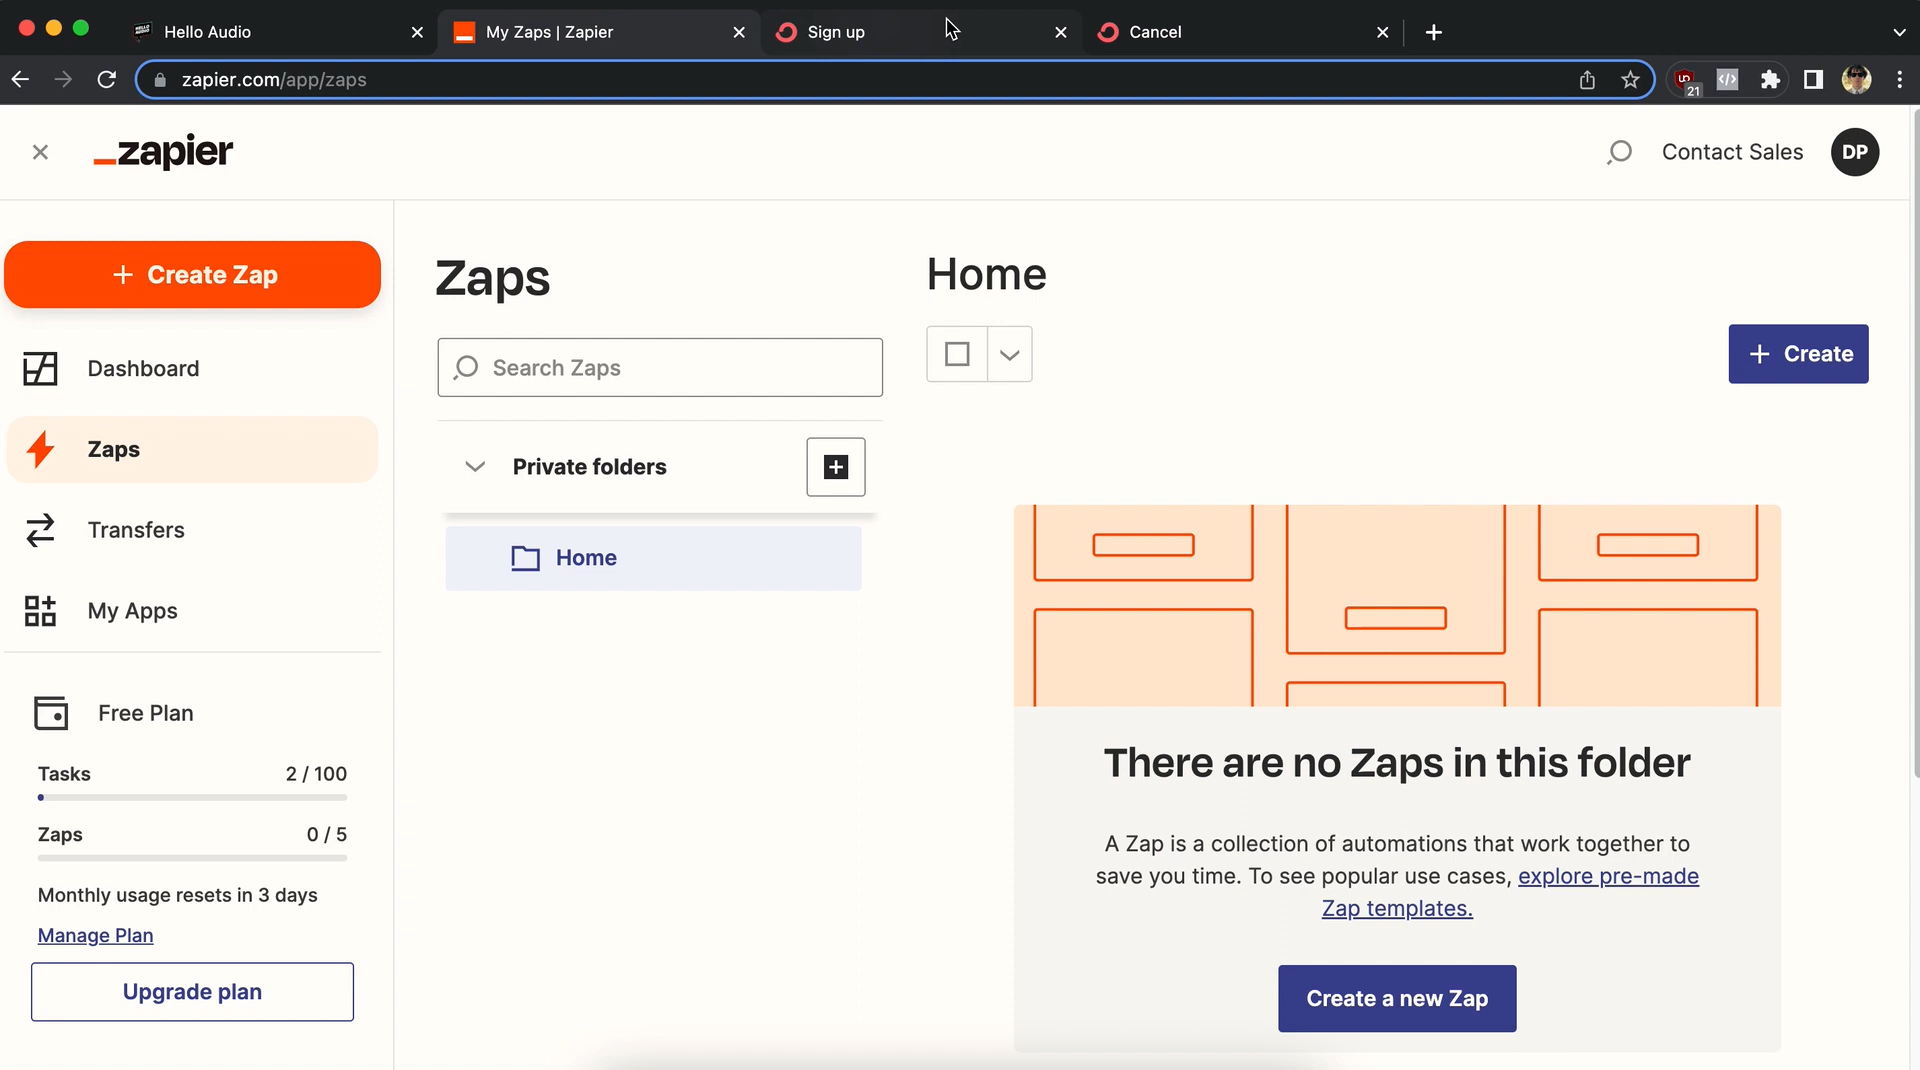 Hello Audio
My Zaps | Zapier
Sign up
Cancel
zapier.com/app/zaps
21
zapier
Contact Sales
DP
Create Zap
Dashboard
Zaps
Transfers
My Apps
Free Plan
Tasks 2 / 100
Zaps 0 / 5
Monthly usage resets in 3 days
Manage Plan
Upgrade plan
Zaps
Search Zaps
Private folders
Home
Home
Create
There are no Zaps in this folder
A Zap is a collection of automations that work together to
save you time. To see popular use cases, explore pre-made
Zap templates.
Create a new Zap